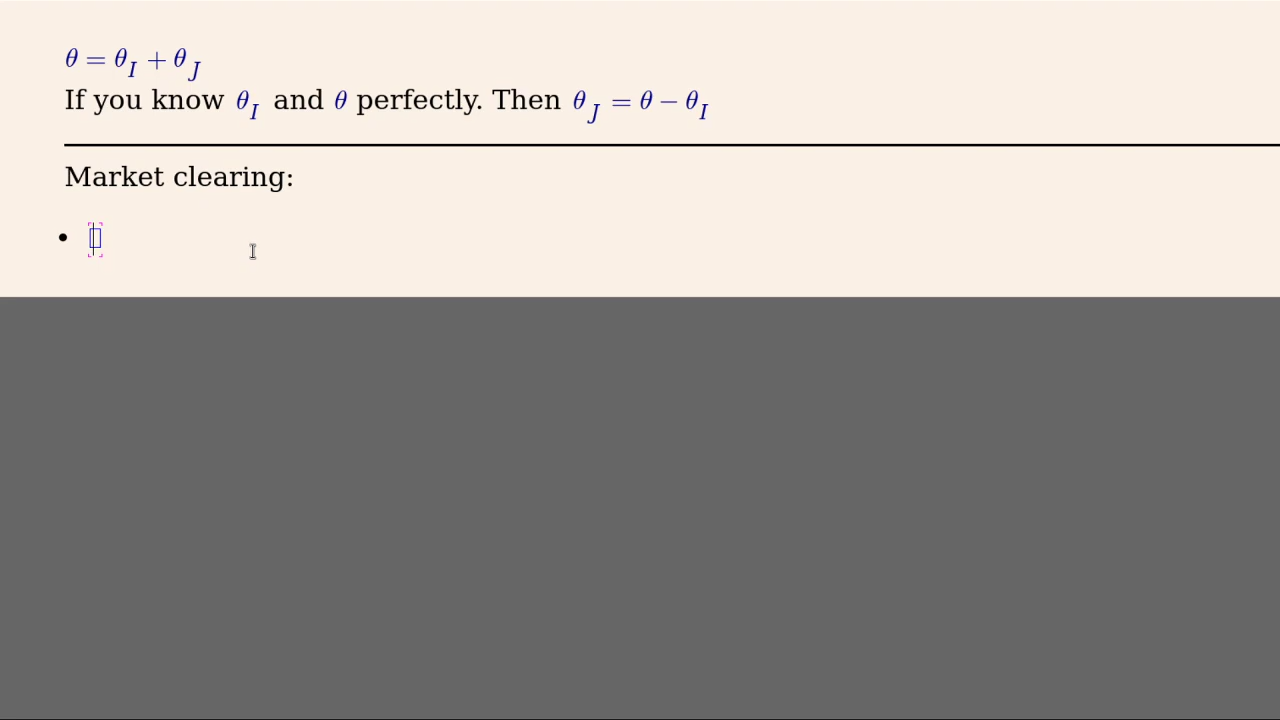 θ = θ_I + θ_J
If you know θ_I and θ perfectly. Then θ_J = θ − θ_I
Market clearing:
•